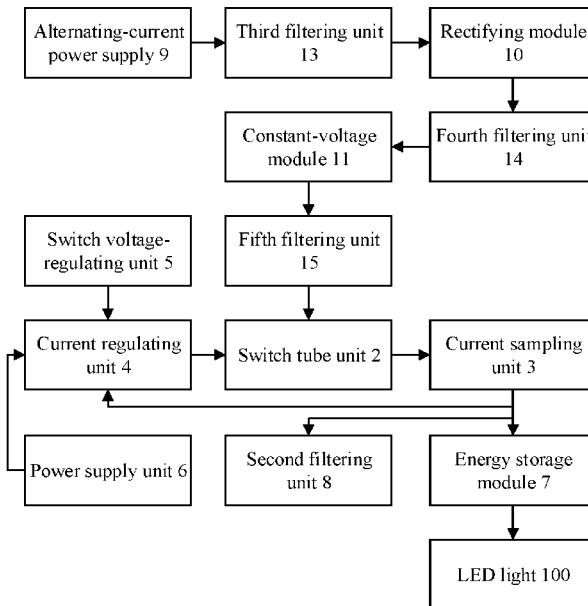 Alternating-current
power supply 9
Third filtering unit
13
Rectifying module
10
Constant-voltage
module 11
Fourth filtering unit
14
Switch voltage-
regulating unit 5
Fifth filtering unit
15
Current regulating
unit 4
Switch tube unit 2
Current sampling
unit 3
Power supply unit 6
Second filtering
unit 8
Energy storage
module 7
LED light 100